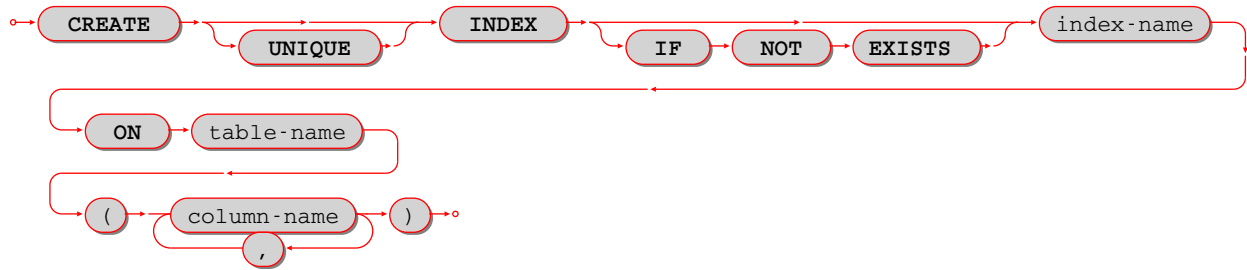 CREATE UNIQUE INDEX IF NOT EXISTS index-name
ON table-name
( column-name , )